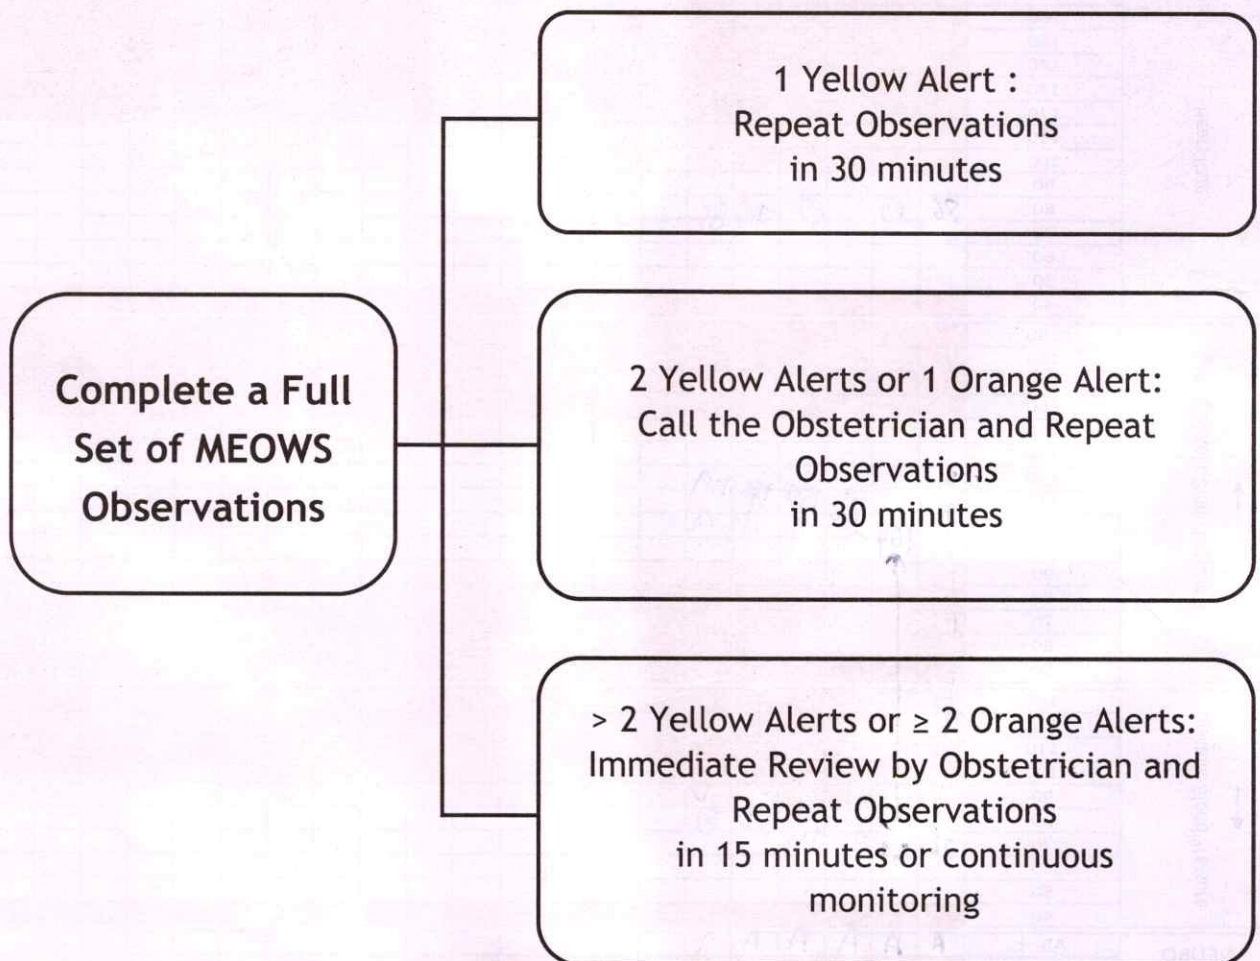 Complete a Full
Set of MEOWS
Observations
1 Yellow Alert :
Repeat Observations
in 30 minutes
2 Yellow Alerts or 1 Orange Alert:
Call the Obstetrician and Repeat
Observations
in 30 minutes
> 2 Yellow Alerts or ≥ 2 Orange Alerts:
Immediate Review by Obstetrician and
Repeat Observations
in 15 minutes or continuous
monitoring